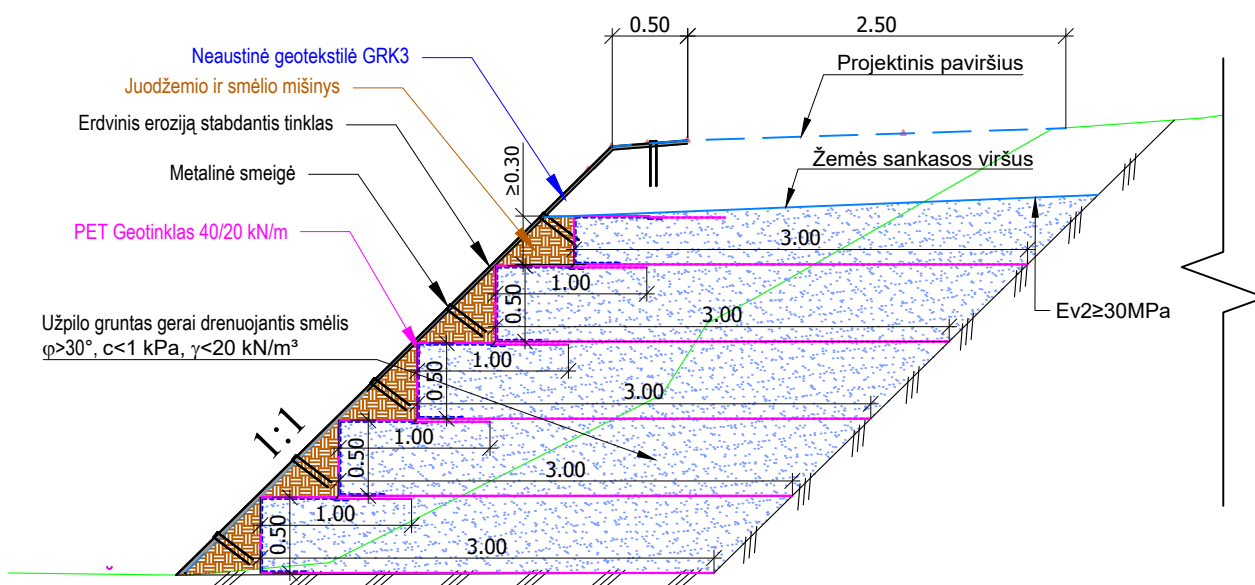 0.50
2.50
Neaustinė geotekstilė GRK3
Projektinis paviršius
Juodžemio ir smėlio mišinys
Erdvinis eroziją stabdantis tinklas
Žemės sankasos viršus
≥0.30
Metalinė smeigė
PET Geotinklas 40/20 kN/m
3.00
1.00
0.50
Ev2≥30MPa
Užpilo gruntas gerai drenuojantis smėlis
φ>30°, c<1 kPa, γ<20 kN/m³
3.00
1.00
0.50
3.00
1:1
1.00
0.50
3.00
1.00
0.50
3.00